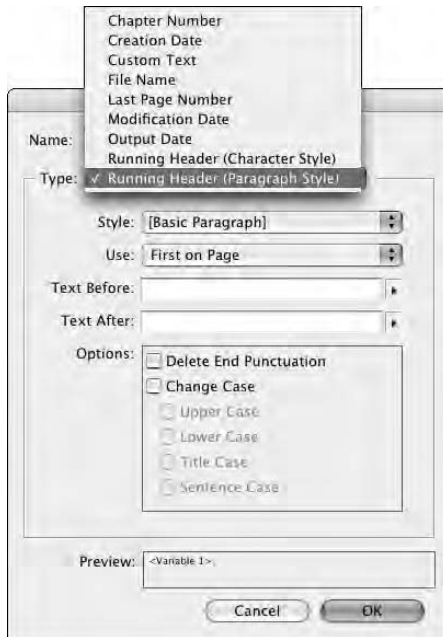 Chapter Number
Creation Date
Custom Text
File Name
Last Page Number
Modification Date
Output Date
Running Header (Character Style)
Name:
Type: ✓ Running Header (Paragraph Style)
Style: [Basic Paragraph]
Use: First on Page
Text Before:
Text After:
Options: Delete End Punctuation
Change Case
Upper Case
Lower Case
Title Case
Sentence Case
Preview: <Variable 1>
Cancel OK